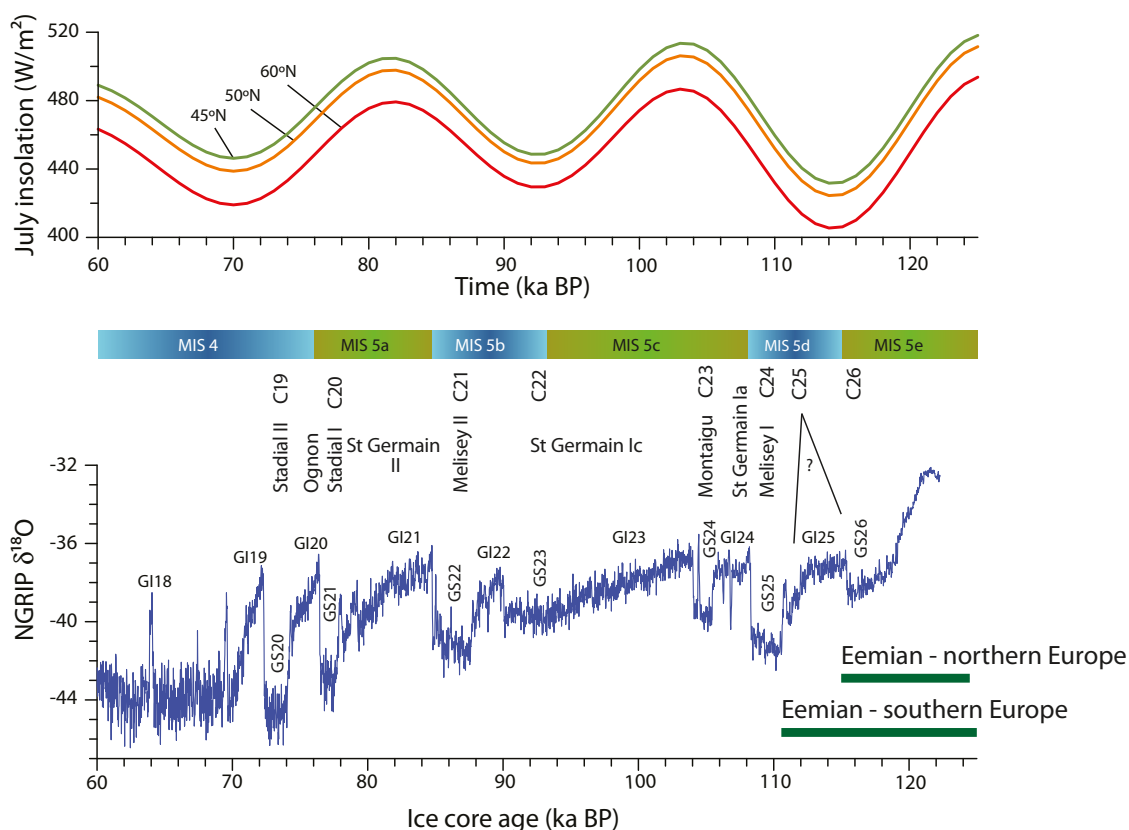 July insolation (W/m²)
520
480
440
400
60ºN
50ºN
45ºN
60
70
80
90
100
110
120
Time (ka BP)
MIS 4
MIS 5a
MIS 5b
MIS 5c
MIS 5d
MIS 5e
C19
C20
C21
C22
C23
C24
C25
C26
Stadial II
Ognon
Stadial I
St Germain
II
Melisey II
St Germain Ic
Montaigu
St Germain Ia
Melisey I
?
NGRIP δ¹⁸O
-32
-36
-40
-44
GI18
GI19
GS20
GI20
GS21
GI21
GS22
GI22
GS23
GI23
GS24
GI24
GS25
GI25
GS26
Eemian - northern Europe
Eemian - southern Europe
60
70
80
90
100
110
120
Ice core age (ka BP)